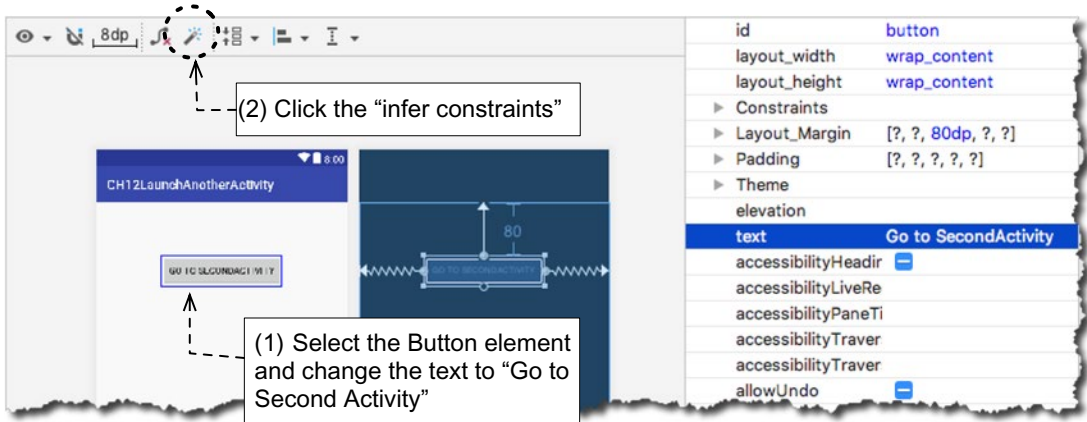 8dp
(2) Click the “infer constraints”
8:00
CH12LaunchAnotherActivity
80
GO TO SECONDACTIVITY
GO TO SECONDACTIVITY
(1) Select the Button element
and change the text to “Go to
Second Activity”
id button
layout_width wrap_content
layout_height wrap_content
Constraints
Layout_Margin [?, ?, 80dp, ?, ?]
Padding [?, ?, ?, ?, ?]
Theme
elevation
text Go to SecondActivity
accessibilityHeadin
accessibilityLiveRe
accessibilityPaneTi
accessibilityTraver
accessibilityTraver
allowUndo